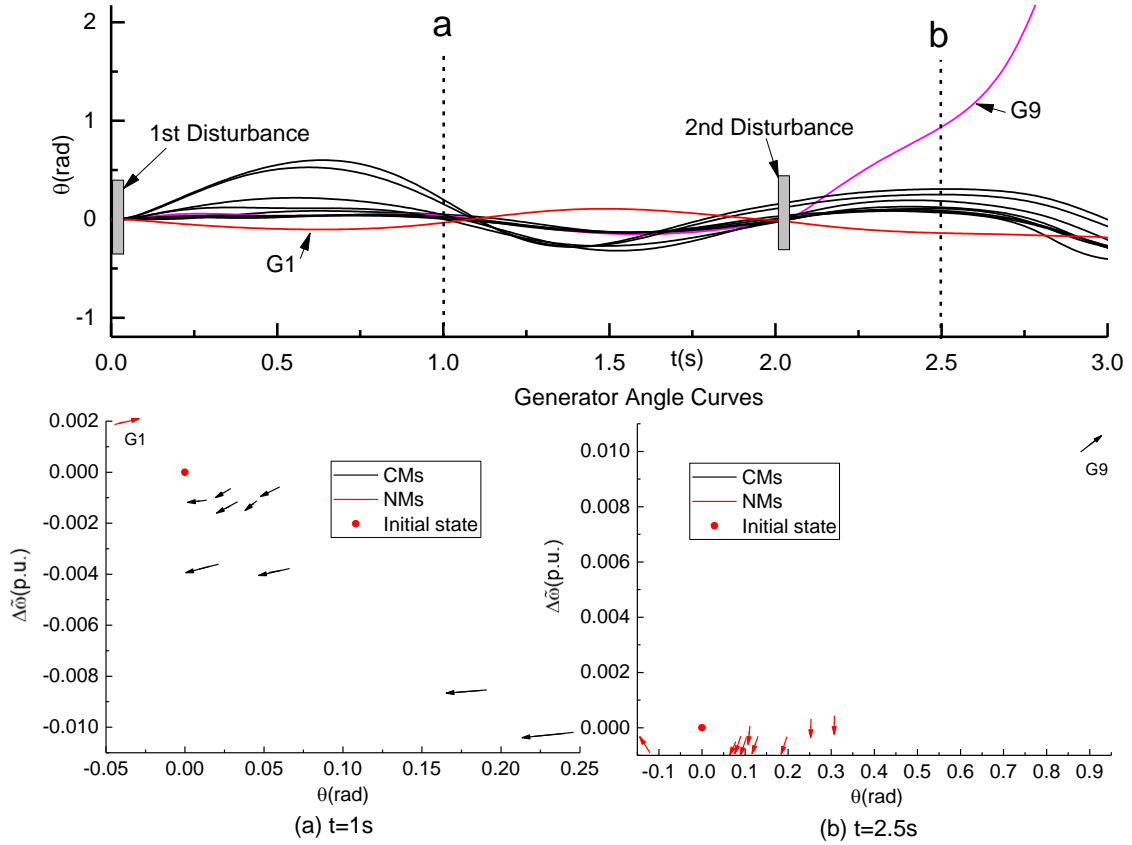 2
1
0
-1
θ(rad)
a
b
1st Disturbance
2nd Disturbance
G9
G1
0.0 0.5 1.0 1.5 2.0 2.5 3.0
t(s)
Generator Angle Curves
0.002
0.000
-0.002
-0.004
-0.006
-0.008
-0.010
Δω̃(p.u.)
G1
CMs
NMs
Initial state
-0.05 0.00 0.05 0.10 0.15 0.20 0.25
θ(rad)
(a) t=1s
0.010
0.008
0.006
0.004
0.002
0.000
Δω̃(p.u.)
G9
CMs
NMs
Initial state
-0.1 0.0 0.1 0.2 0.3 0.4 0.5 0.6 0.7 0.8 0.9
θ(rad)
(b) t=2.5s